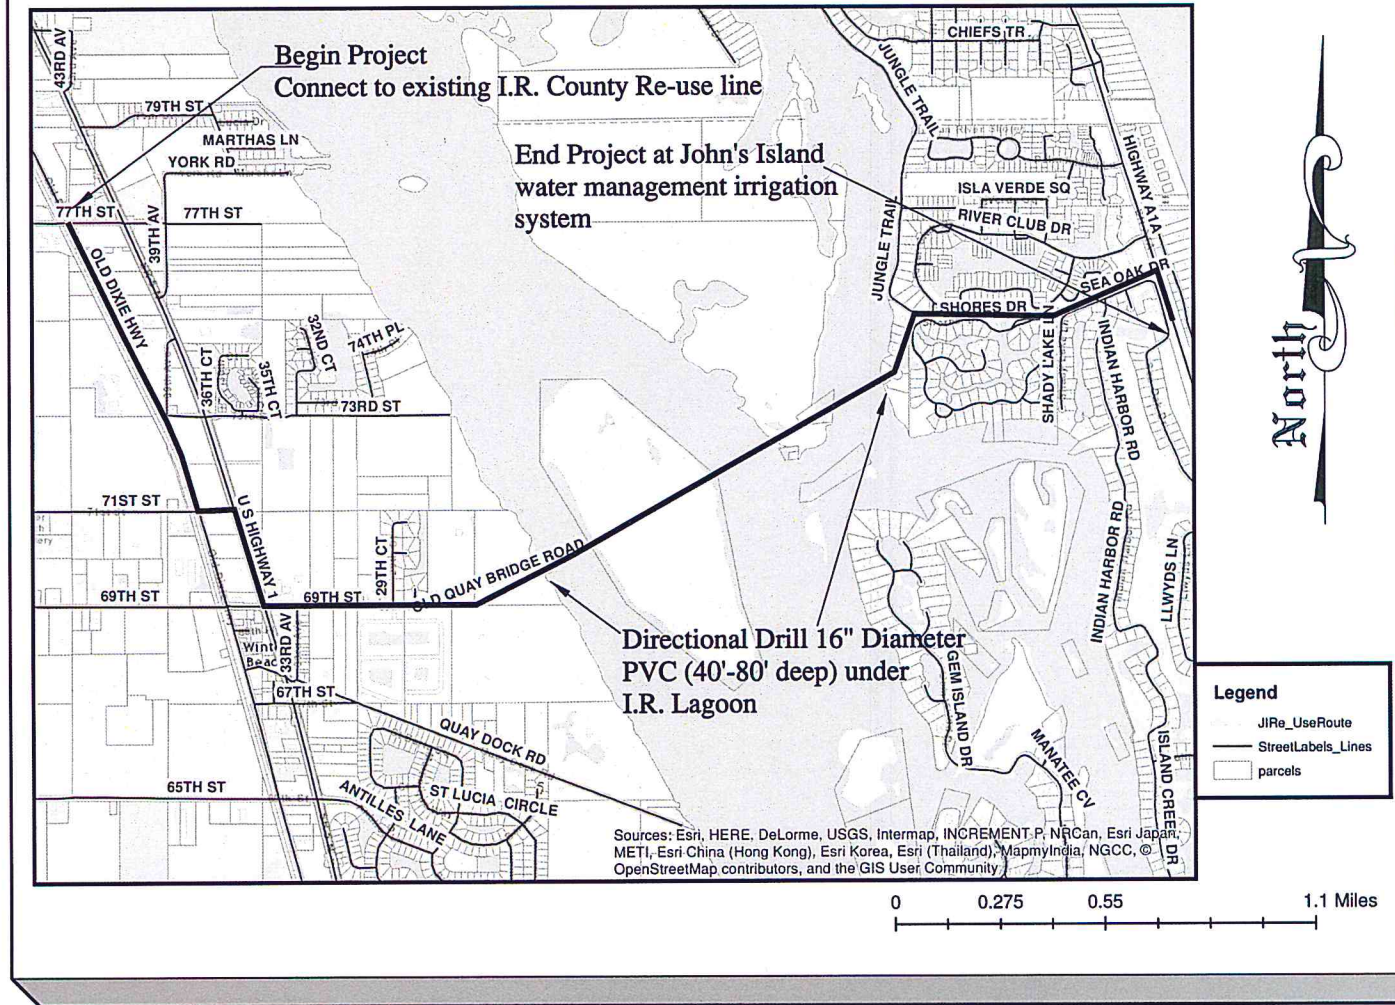 43RD AV
Begin Project
Connect to existing I.R. County Re-use line
79TH ST
MARTHAS LN
YORK RD
77TH ST
77TH ST
39TH AV
OLD DIXIE HWY
End Project at John's Island
water management irrigation
system
CHIEFS TR.
JUNGLE TRAIL
HIGHWAY A1A
ISLA VERDE SQ
RIVER CLUB DR
JUNGLE TRAIL
SEA OAK DR
SHORES DR
SHADY LAKE LN
INDIAN HARBOR RD
North
32ND CT
74TH PL
36TH CT
35TH CT
73RD ST
71ST ST
U S HIGHWAY 1
29TH CT
OLD QUAY BRIDGE ROAD
69TH ST
69TH ST
33RD AV
67TH ST
QUAY DOCK RD
Directional Drill 16" Diameter
PVC (40'-80' deep) under
I.R. Lagoon
INDIAN HARBOR RD
LLWYDS LN
GEM ISLAND DR
MANATEE CV
ISLAND CREEK DR
65TH ST
ANTILLES LANE
ST LUCIA CIRCLE
Legend
JIRe_UseRoute
StreetLabels_Lines
parcels
Sources: Esri, HERE, DeLorme, USGS, Intermap, INCREMENT P, NRCan, Esri Japan,
METI, Esri China (Hong Kong), Esri Korea, Esri (Thailand), MapmyIndia, NGCC, ©
OpenStreetMap contributors, and the GIS User Community
0 0.275 0.55 1.1 Miles